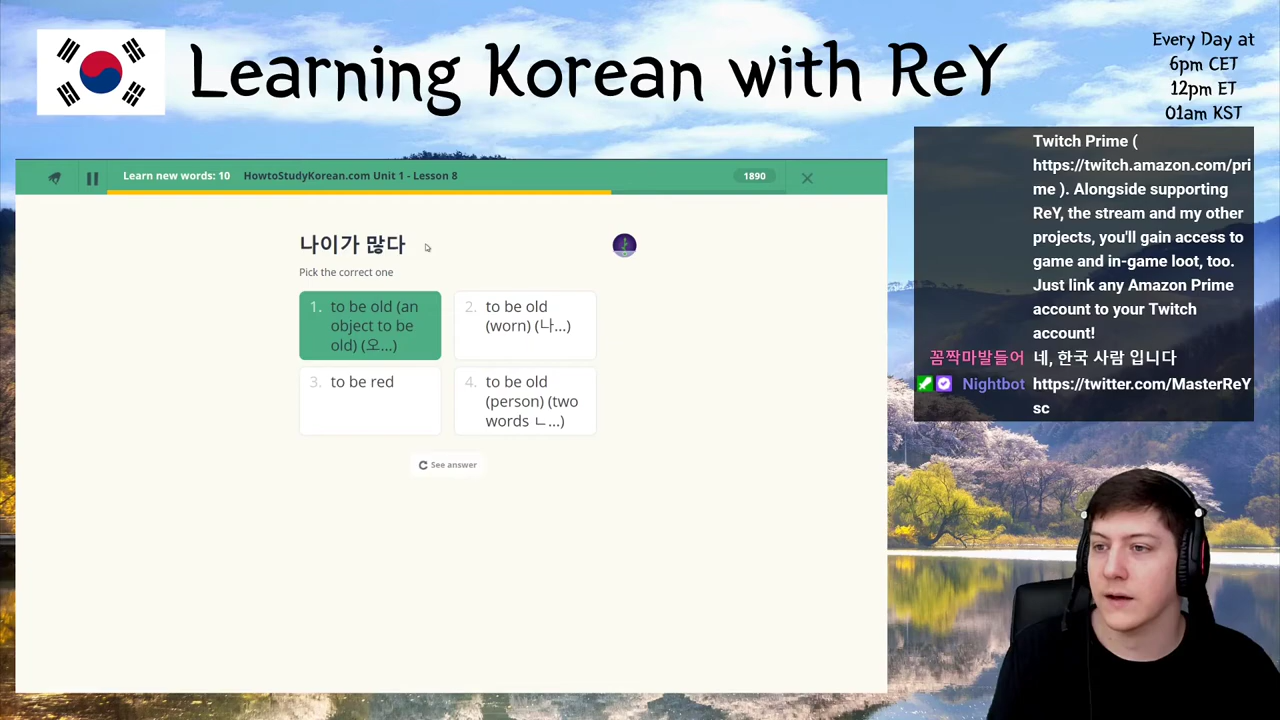 Learning Korean with ReY
Every Day at
6pm CET
12pm ET
01am KST
Learn new words: 10 HowtoStudyKorean.com Unit 1 - Lesson 8 1890
나이가 많다
Pick the correct one
1. to be old (an
object to be
old) (오...)
2. to be old
(worn) (나...)
3. to be red
4. to be old
(person) (two
words ㄴ...)
See answer
Twitch Prime (
https://twitch.amazon.com/pri
me ). Alongside supporting
ReY, the stream and my other
projects, you'll gain access to
game and in-game loot, too.
Just link any Amazon Prime
account to your Twitch
account!
꼼짝마발들어 네, 한국 사람 입니다
Nightbot https://twitter.com/MasterReY
sc